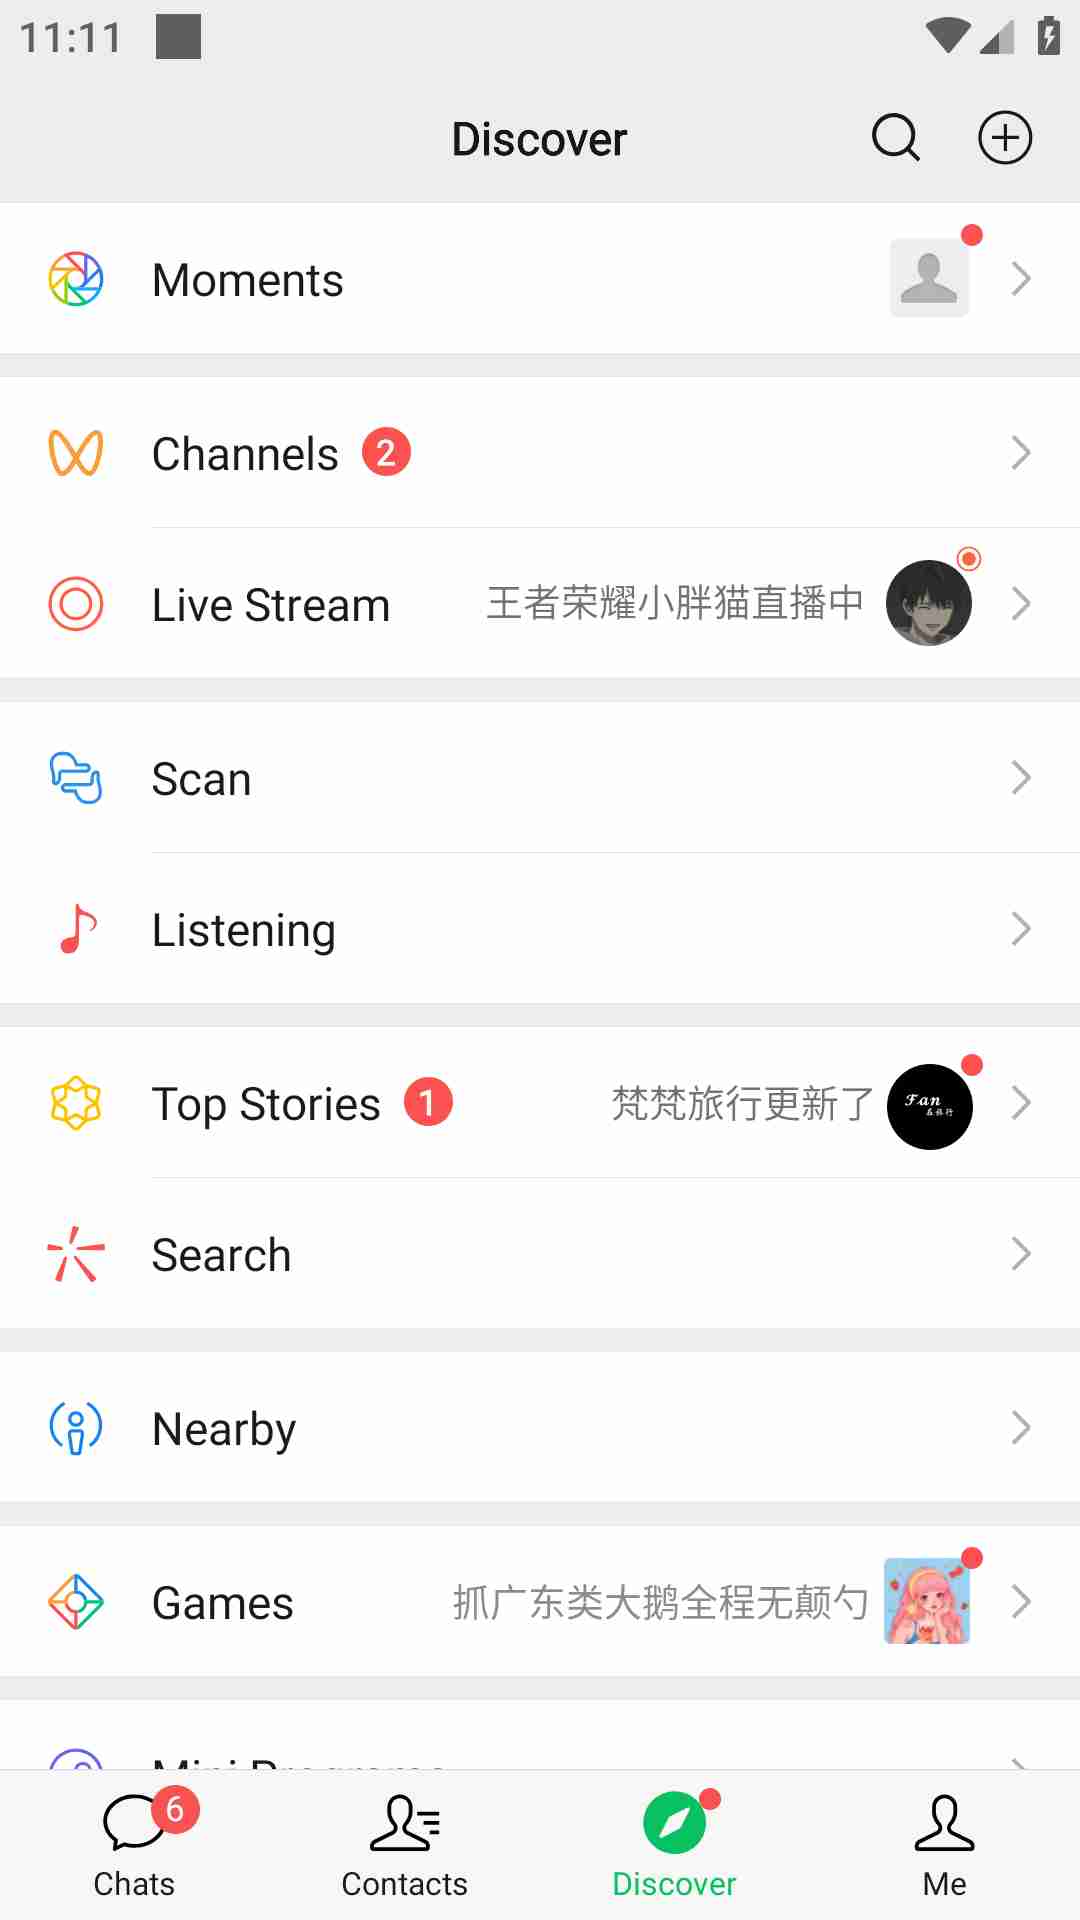 11:11
Discover
Moments
Channels 2
Live Stream 王者荣耀小胖猫直播中
Scan
Listening
Top Stories 1 梵梵旅行更新了
Fan
Search
Nearby
Games 抓广东类大鹅全程无颠勺
Mini Programs
6
Chats Contacts Discover Me